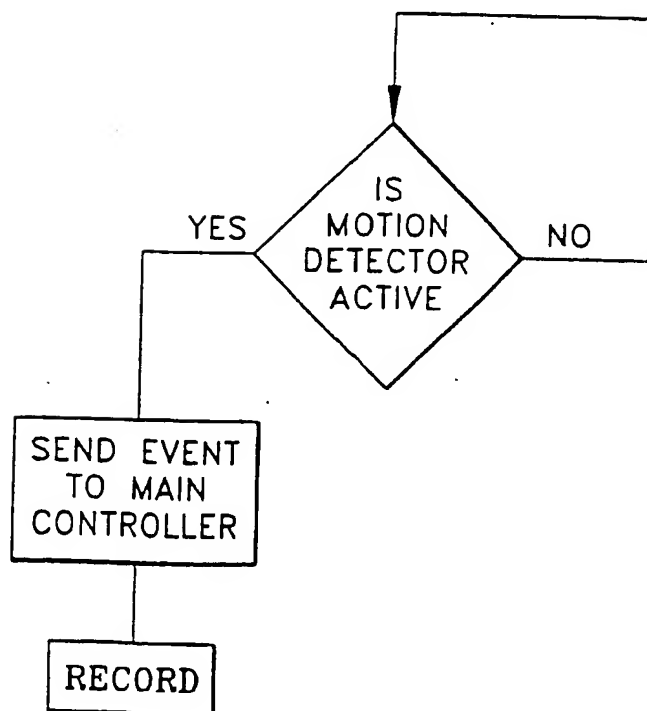 IS
MOTION
DETECTOR
ACTIVE
YES
NO
SEND EVENT
TO MAIN
CONTROLLER
RECORD